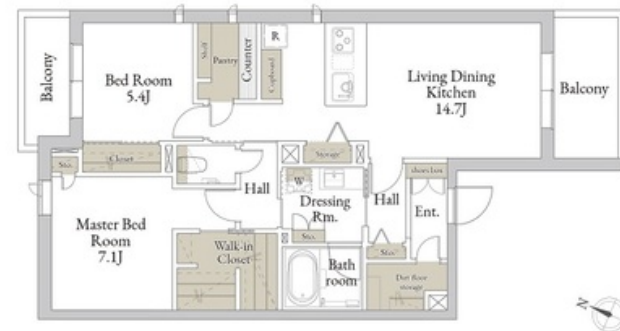 Balcony
Bed Room
5.4J
Shelf
Pantry
Counter
Cupboard
R
Living Dining
Kitchen
14.7J
Balcony
Sto.
Closet
Storage
shoes box
Hall
W
Dressing
Rm.
Hall
Ent.
Master Bed
Room
7.1J
Walk-in
Closet
Sto.
Sto.
Bath
room
Dirt floor
storage
N